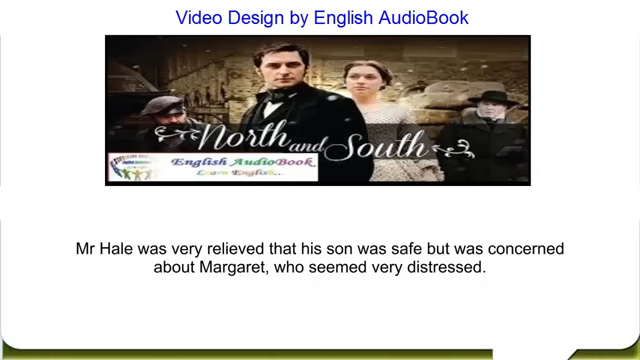 Video Design by English AudioBook
North and South
English AudioBook
Learn English...
Mr Hale was very relieved that his son was safe but was concerned
about Margaret, who seemed very distressed.